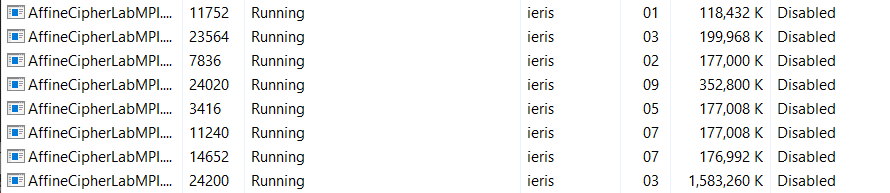 AffineCipherLabMPI.... 11752 Running ieris 01 118,432 K Disabled
AffineCipherLabMPI.... 23564 Running ieris 03 199,968 K Disabled
AffineCipherLabMPI.... 7836 Running ieris 02 177,000 K Disabled
AffineCipherLabMPI.... 24020 Running ieris 09 352,800 K Disabled
AffineCipherLabMPI.... 3416 Running ieris 05 177,008 K Disabled
AffineCipherLabMPI.... 11240 Running ieris 07 177,008 K Disabled
AffineCipherLabMPI.... 14652 Running ieris 07 176,992 K Disabled
AffineCipherLabMPI.... 24200 Running ieris 03 1,583,260 K Disabled